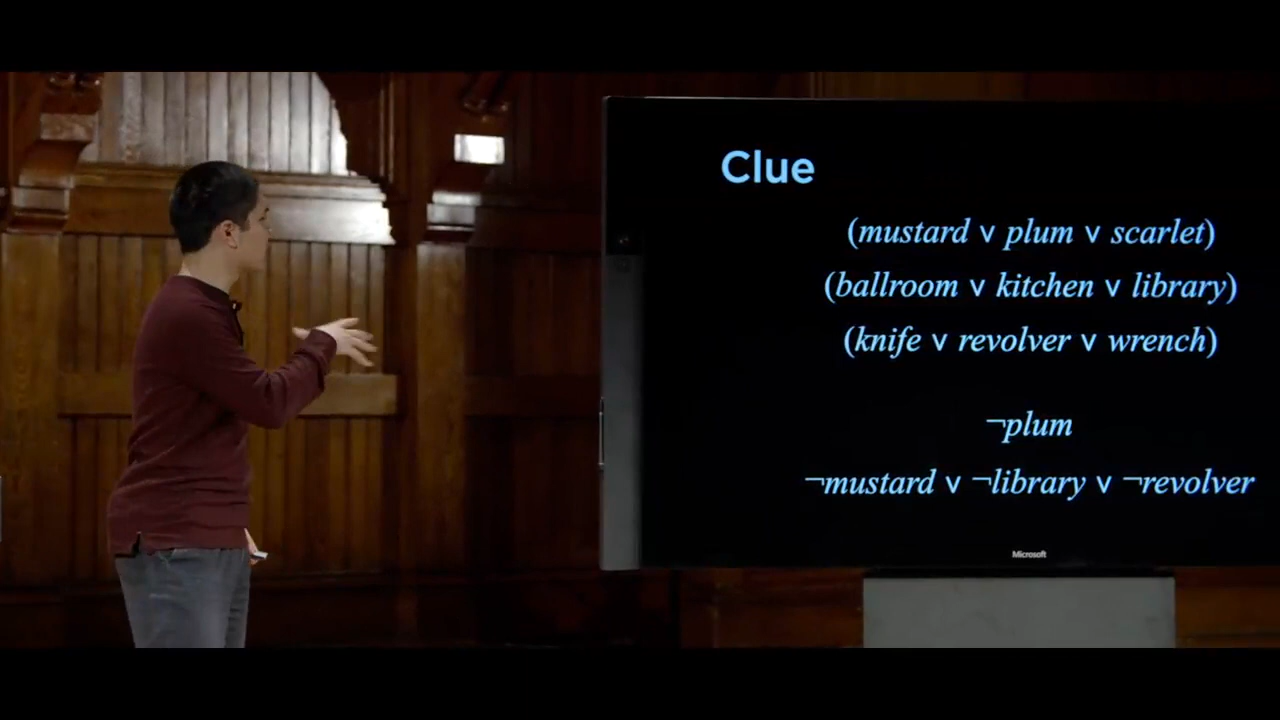 Clue
(mustard ∨ plum ∨ scarlet)
(ballroom ∨ kitchen ∨ library)
(knife ∨ revolver ∨ wrench)
¬plum
¬mustard ∨ ¬library ∨ ¬revolver
Microsoft